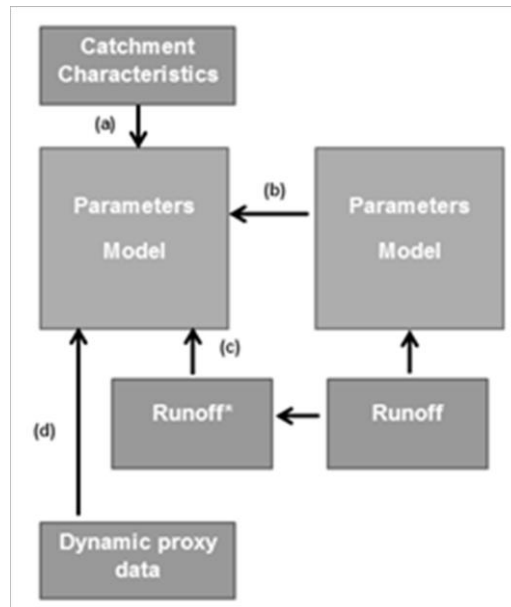 Catchment
Characteristics
(a)
Parameters
Model
(b)
Parameters
Model
(c)
Runoff*
Runoff
(d)
Dynamic proxy
data